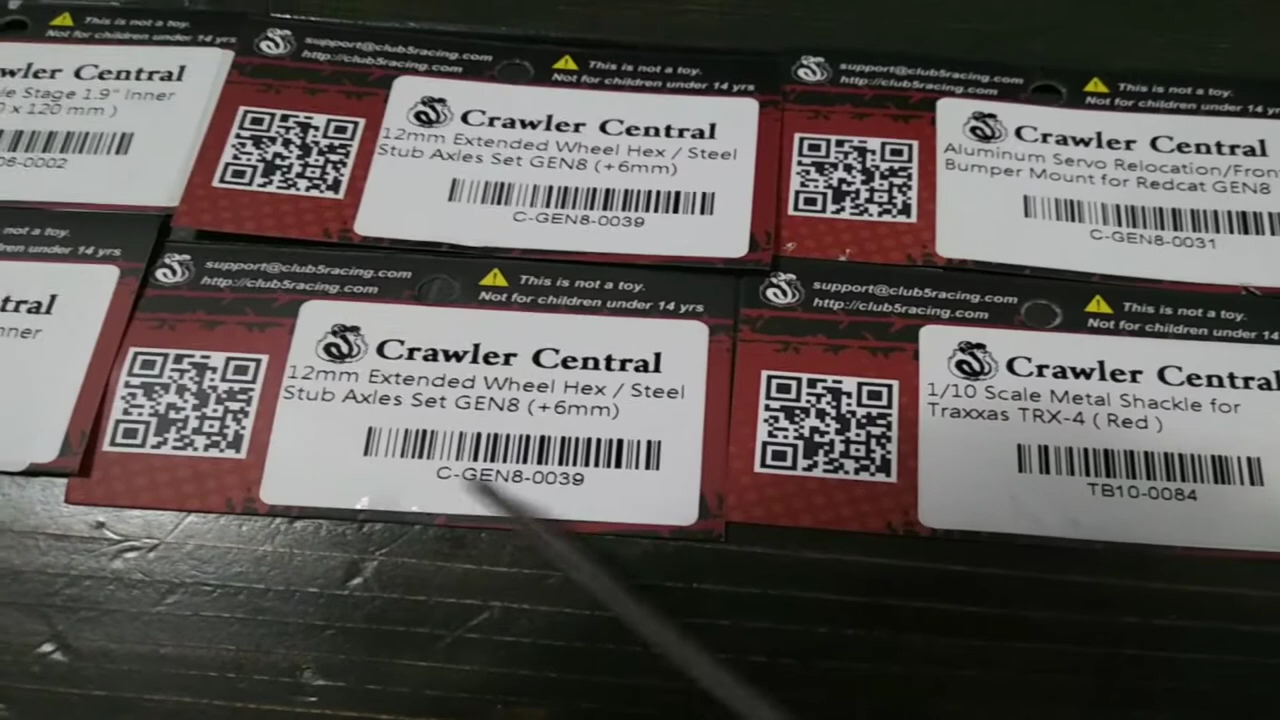 This is not a toy.
Not for children under 14 yrs
wler Central
Stage 1.9" Inner
x 120 mm )
-0002
support@club5racing.com
http://club5racing.com
This is not a toy.
Not for children under 14 yrs
Crawler Central
12mm Extended Wheel Hex / Steel
Stub Axles Set GEN8 (+6mm)
C-GEN8-0039
support@club5racing.com
http://club5racing.com
This is not a toy.
Not for children under 14 yr
Crawler Central
Aluminum Servo Relocation/Fron
Bumper Mount for Redcat GEN8
C-GEN8-0031
not a toy.
ren under 14 yrs
tral
nner
support@club5racing.com
http://club5racing.com
This is not a toy.
Not for children under 14 yrs
Crawler Central
12mm Extended Wheel Hex / Steel
Stub Axles Set GEN8 (+6mm)
C-GEN8-0039
support@club5racing.com
http://club5racing.com
This is not a toy.
Not for children under 14
Crawler Central
1/10 Scale Metal Shackle for
Traxxas TRX-4 ( Red )
TB10-0084